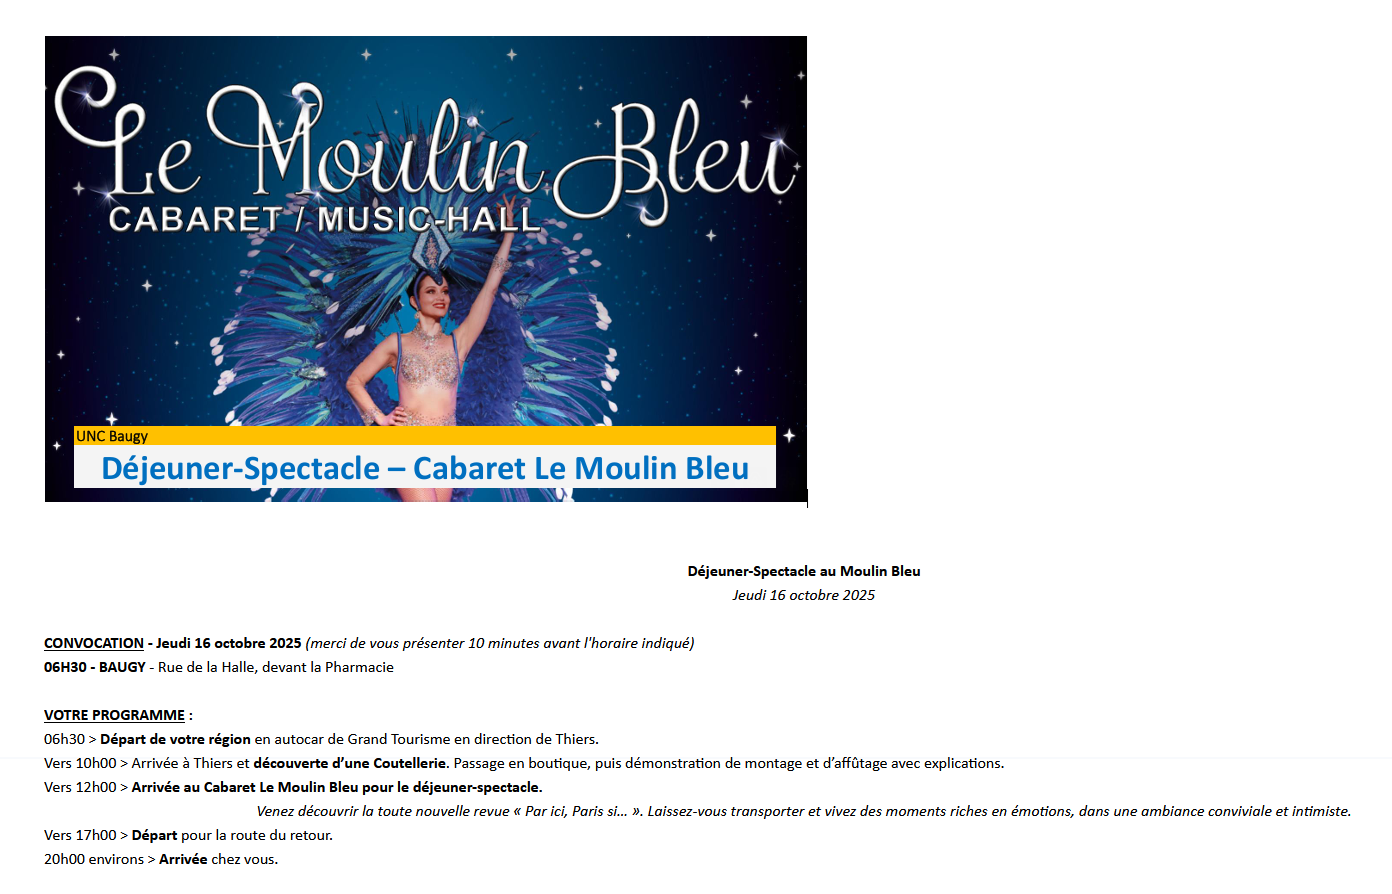 Le Moulin Bleu
CABARET / MUSIC-HALL
UNC Baugy
Déjeuner-Spectacle – Cabaret Le Moulin Bleu
Déjeuner-Spectacle au Moulin Bleu
Jeudi 16 octobre 2025
CONVOCATION - Jeudi 16 octobre 2025 (merci de vous présenter 10 minutes avant l'horaire indiqué)
06H30 - BAUGY - Rue de la Halle, devant la Pharmacie
VOTRE PROGRAMME :
06h30 > Départ de votre région en autocar de Grand Tourisme en direction de Thiers.
Vers 10h00 > Arrivée à Thiers et découverte d’une Coutellerie. Passage en boutique, puis démonstration de montage et d’affûtage avec explications.
Vers 12h00 > Arrivée au Cabaret Le Moulin Bleu pour le déjeuner-spectacle.
Venez découvrir la toute nouvelle revue « Par ici, Paris si… ». Laissez-vous transporter et vivez des moments riches en émotions, dans une ambiance conviviale et intimiste.
Vers 17h00 > Départ pour la route du retour.
20h00 environs > Arrivée chez vous.